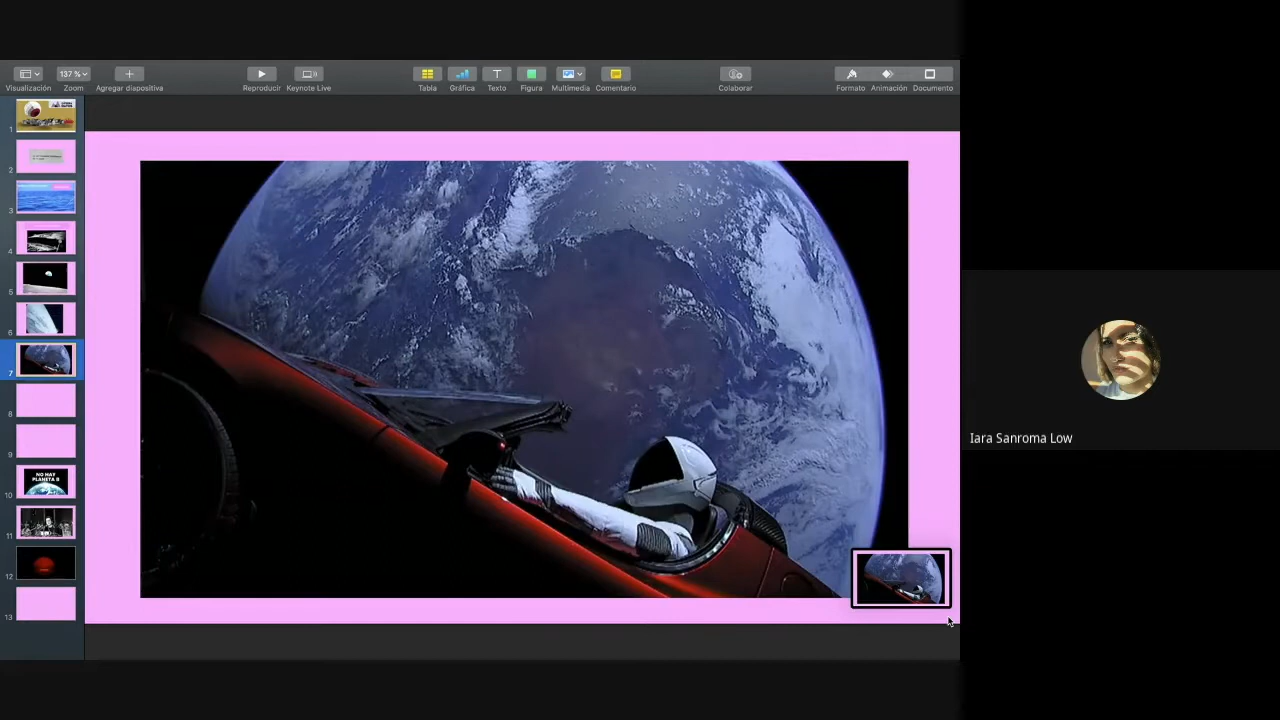 Visualización
137 %
Zoom
Agregar diapositiva
Reproducir
Keynote Live
Tabla
Gráfica
Texto
Figura
Multimedia
Comentario
Colaborar
Formato
Animación
Documento
1
2
3
4
5
6
7
8
9
10
11
12
13
NO HAY
PLANETA B
Iara Sanroma Low